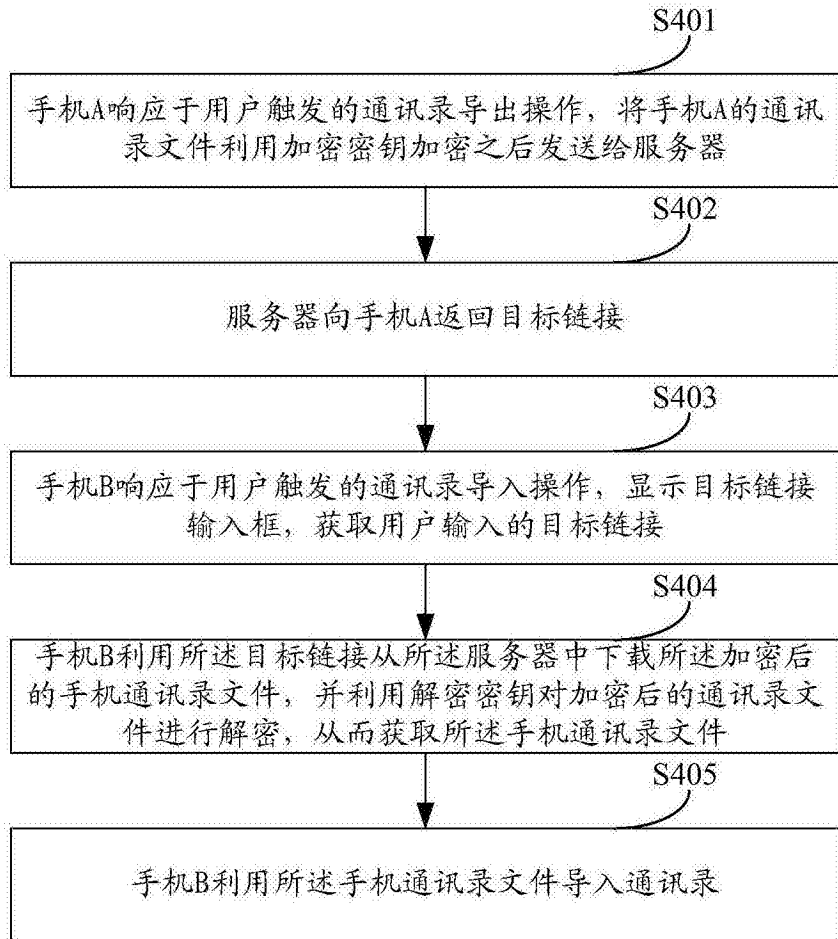 S401
手机A响应于用户触发的通讯录导出操作，将手机A的通讯
录文件利用加密密钥加密之后发送给服务器
S402
服务器向手机A返回目标链接
S403
手机B响应于用户触发的通讯录导入操作，显示目标链接
输入框，获取用户输入的目标链接
S404
手机B利用所述目标链接从所述服务器中下载所述加密后
的手机通讯录文件，并利用解密密钥对加密后的通讯录文
件进行解密，从而获取所述手机通讯录文件
S405
手机B利用所述手机通讯录文件导入通讯录